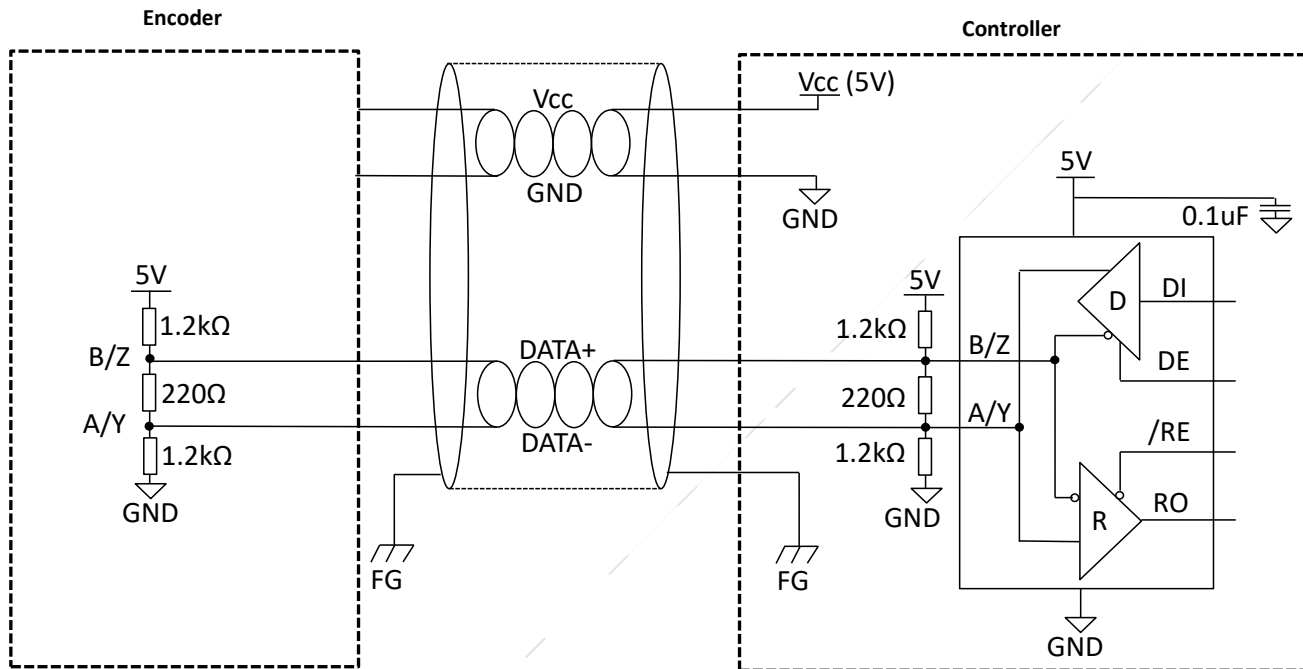 Encoder
Controller
Vcc
Vcc (5V)
GND
GND
5V
0.1uF
5V
1.2kΩ
B/Z
220Ω
A/Y
1.2kΩ
GND
DATA+
DATA-
5V
1.2kΩ
B/Z
220Ω
A/Y
1.2kΩ
GND
D
DI
DE
/RE
R
RO
FG
FG
GND